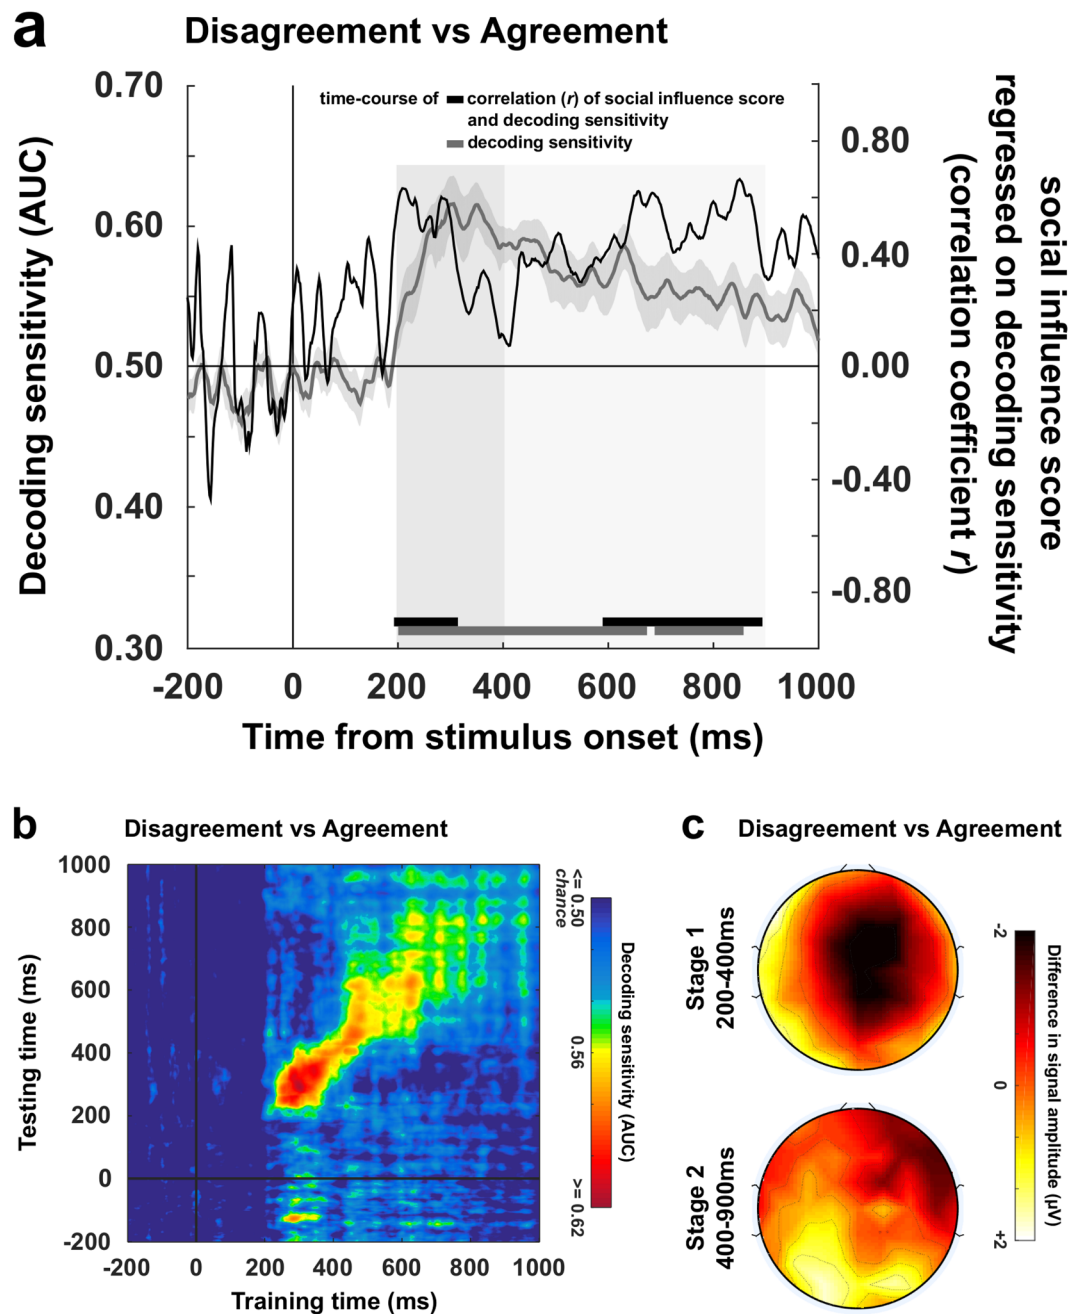 a
Disagreement vs Agreement
time-course of correlation (r) of social influence score
and decoding sensitivity
decoding sensitivity
Decoding sensitivity (AUC)
0.70
0.60
0.50
0.40
0.30
0.80
0.40
0.00
-0.40
-0.80
social influence score
regressed on decoding sensitivity
(correlation coefficient r)
-200 0 200 400 600 800 1000
Time from stimulus onset (ms)
b
Disagreement vs Agreement
Testing time (ms)
1000
800
600
400
200
0
-200
-200 0 200 400 600 800 1000
Training time (ms)
<= 0.50
chance
0.56
>= 0.62
Decoding sensitivity (AUC)
c
Disagreement vs Agreement
Stage 1
200-400ms
Stage 2
400-900ms
-2
0
+2
Difference in signal amplitude (μV)